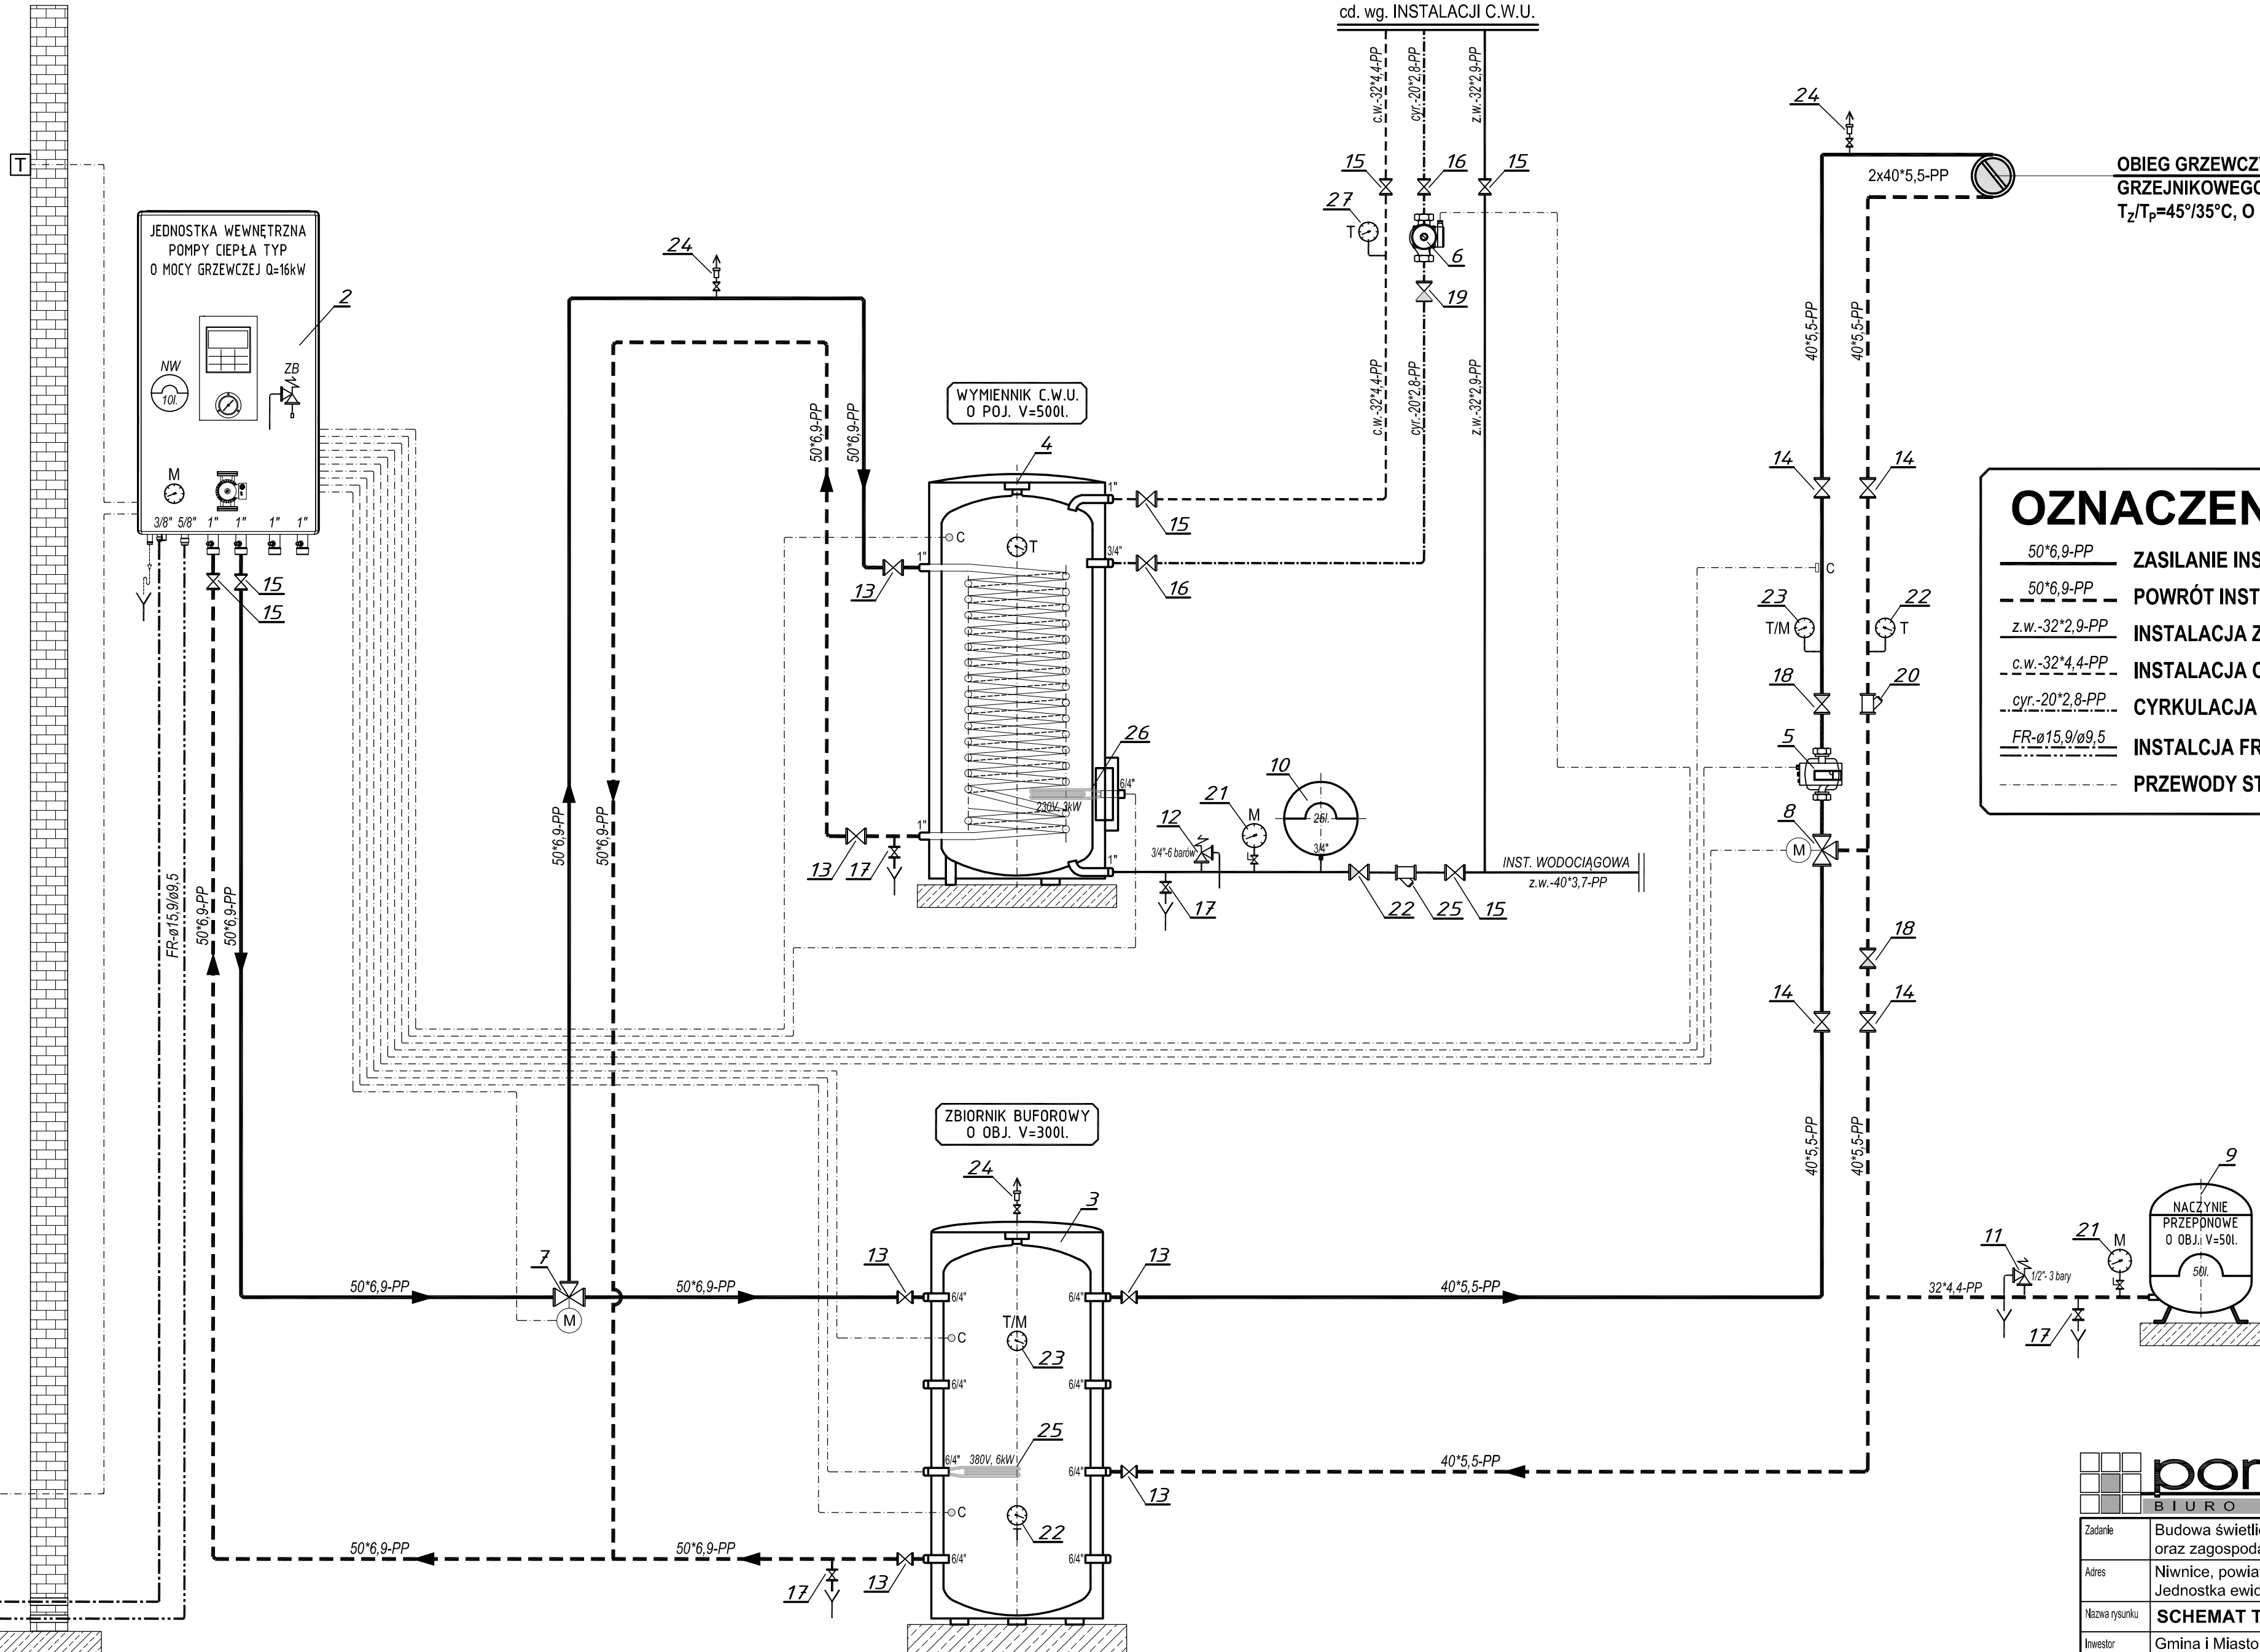 cd. wg. INSTALACJI C.W.U.
c.w.-32*4,4-PP
cyr.-20*2,8-PP
z.w.-32*2,9-PP
15
16
15
27
T
6
19
c.w.-32*4,4-PP
cyr.-20*2,8-PP
z.w.-32*2,9-PP
T
JEDNOSTKA WEWNĘTRZNA
POMPY CIEPŁA TYP
O MOCY GRZEWCZEJ Q=16kW
2
NW
10l.
ZB
M
3/8" 5/8" 1" 1" 1" 1"
15
15
FR-ø15,9/ø9,5
50*6,9-PP
50*6,9-PP
24
50*6,9-PP
50*6,9-PP
50*6,9-PP
50*6,9-PP
WYMIENNIK C.W.U.
O POJ. V=500l.
4
1"
15
C
T
3/4"
16
1"
13
26
6/4"
230V, 3kW
1"
13
17
1"
12
3/4"-6 barów
21
M
10
25l.
3/4"
17
22
25
15
INST. WODOCIĄGOWA
z.w.-40*3,7-PP
24
2x40*5,5-PP
OBIEG GRZEWCZ
GRZEJNIKOWEGO
TZ/TP=45°/35°C, O
40*5,5-PP
40*5,5-PP
14
14
C
23
T/M
22
T
18
20
5
8
M
18
14
14
40*5,5-PP
40*5,5-PP
OZNACZEN
50*6,9-PP
ZASILANIE INS
50*6,9-PP
POWRÓT INST
z.w.-32*2,9-PP
INSTALACJA Z
c.w.-32*4,4-PP
INSTALACJA C
cyr.-20*2,8-PP
CYRKULACJA
FR-ø15,9/ø9,5
INSTALCJA FR
PRZEWODY ST
ZBIORNIK BUFOROWY
O OBJ. V=300l.
24
3
7
M
50*6,9-PP
50*6,9-PP
13
6/4"
6/4"
13
40*5,5-PP
T/M
23
C
6/4"
6/4"
25
6/4"
380V, 6kW
6/4"
13
40*5,5-PP
C
22
T
6/4"
6/4"
13
17
50*6,9-PP
50*6,9-PP
9
NACZYNIE
PRZEPONOWE
O OBJ. V=50l.
50l.
11
1/2"- 3 bary
21
M
32*4,4-PP
17
pom
BIURO
Zadanie
Budowa świetli
oraz zagospoda
Adres
Niwnice, powia
Jednostka ewid
Nazwa rysunku
SCHEMAT T
Inwestor
Gmina i Miasto